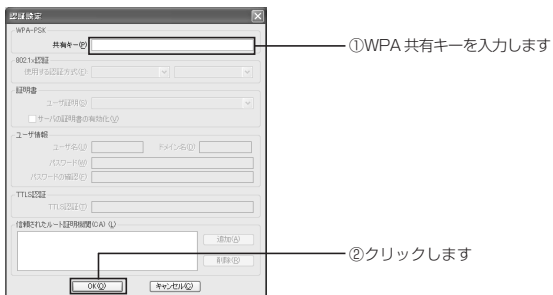 認証設定
WPA-PSK
共有キー(P)
①WPA 共有キーを入力します
802.1x認証
使用する認証方式(E)
証明書
ユーザ証明(S)
サーバの証明書の有効化(V)
ユーザ情報
ユーザ名(U) ドメイン名(D)
パスワード(W)
パスワードの確認(F)
TTLS認証
TTLS認証(T)
信頼されたルート証明機関(CA) (L)
追加(A)
削除(R)
②クリックします
OK(O) キャンセル(C)